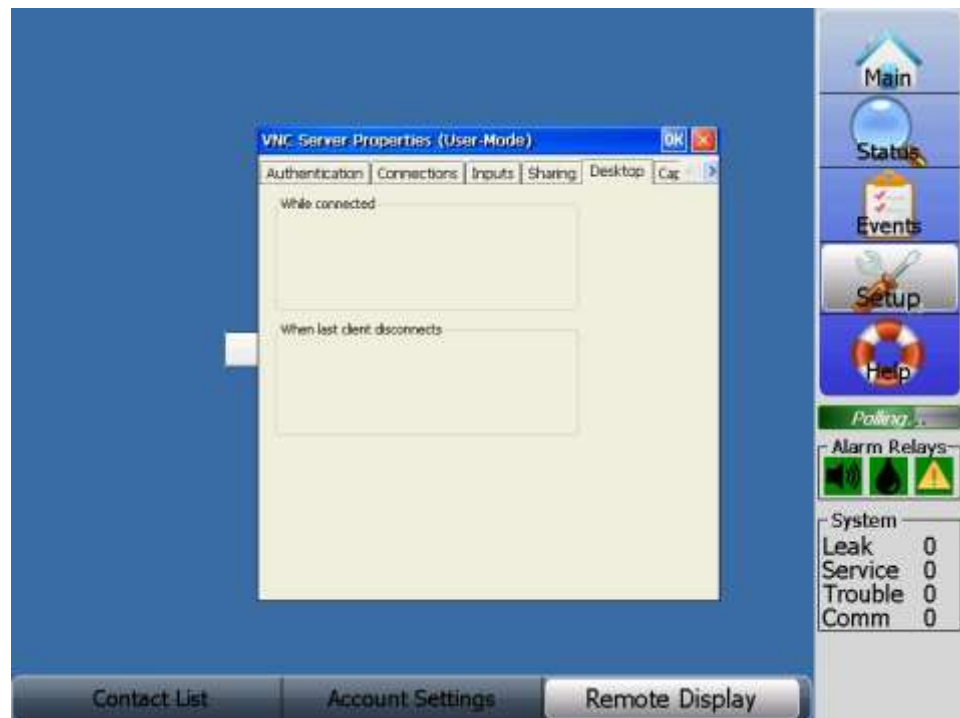 Main
VNC Server Properties (User-Mode) OK
Status
Authentication Connections Inputs Sharing Desktop Cap
While connected
Events
Setup
When last client disconnects
Help
Polling...
Alarm Relays
System
Leak 0
Service 0
Trouble 0
Comm 0
Contact List Account Settings Remote Display